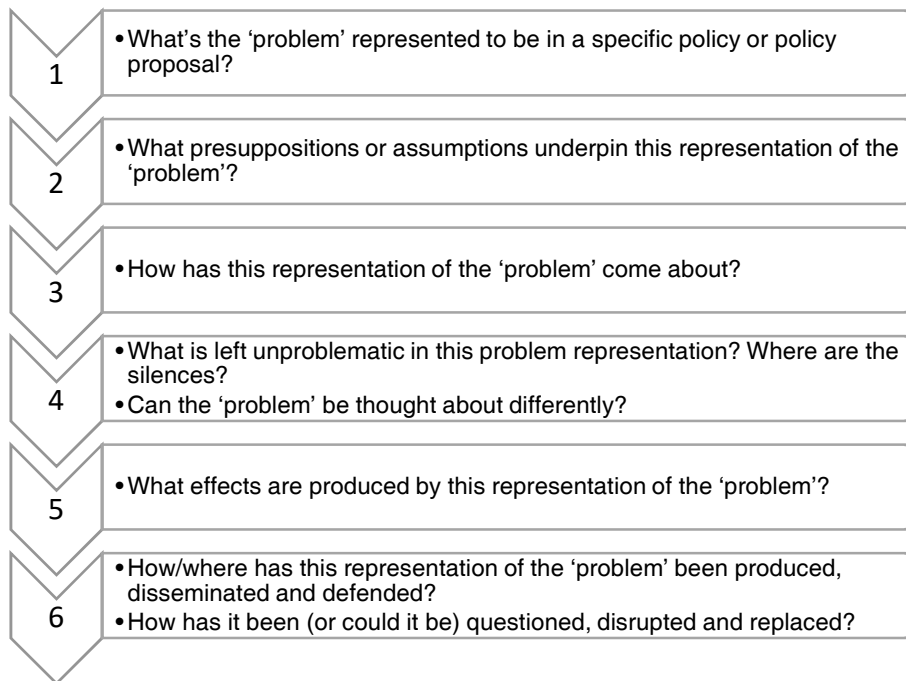 1
•What's the ‘problem’ represented to be in a specific policy or policy
proposal?
2
•What presuppositions or assumptions underpin this representation of the
‘problem’?
3
•How has this representation of the ‘problem’ come about?
4
•What is left unproblematic in this problem representation? Where are the
silences?
•Can the ‘problem’ be thought about differently?
5
•What effects are produced by this representation of the ‘problem’?
6
•How/where has this representation of the ‘problem’ been produced,
disseminated and defended?
•How has it been (or could it be) questioned, disrupted and replaced?